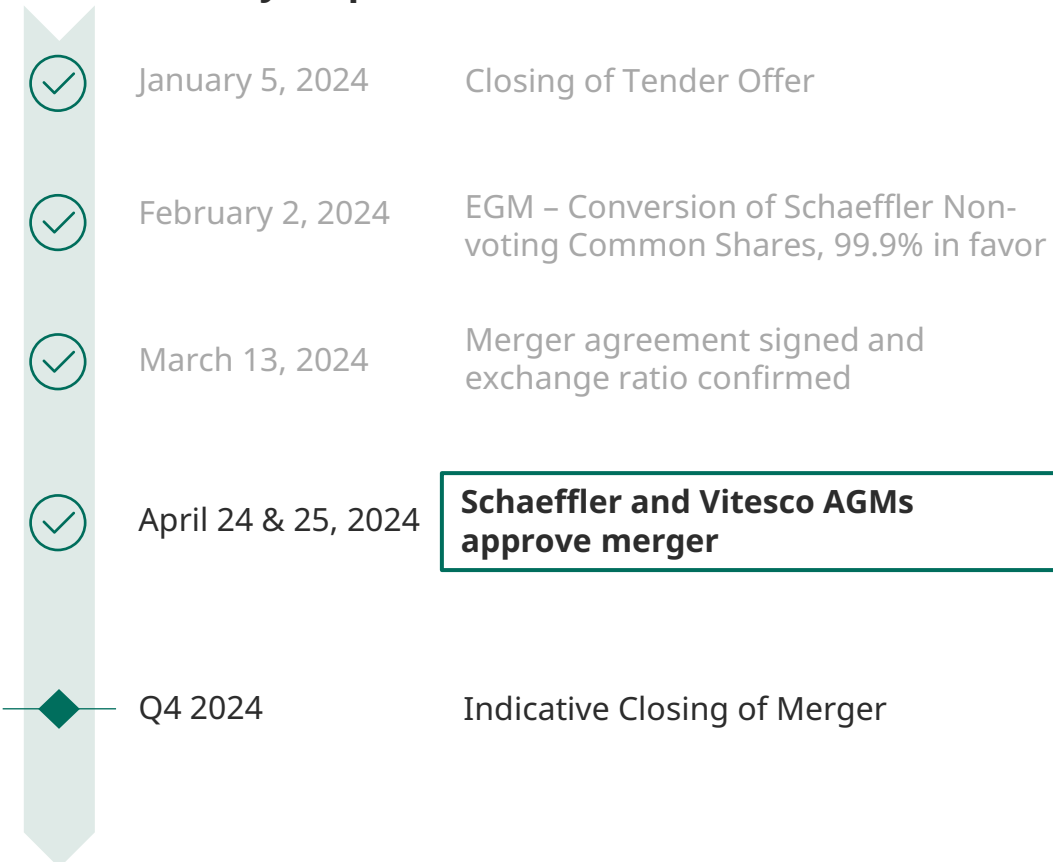 January 5, 2024
Closing of Tender Offer
February 2, 2024
EGM – Conversion of Schaeffler Non-
voting Common Shares, 99.9% in favor
March 13, 2024
Merger agreement signed and
exchange ratio confirmed
April 24 & 25, 2024
Schaeffler and Vitesco AGMs
approve merger
Q4 2024
Indicative Closing of Merger